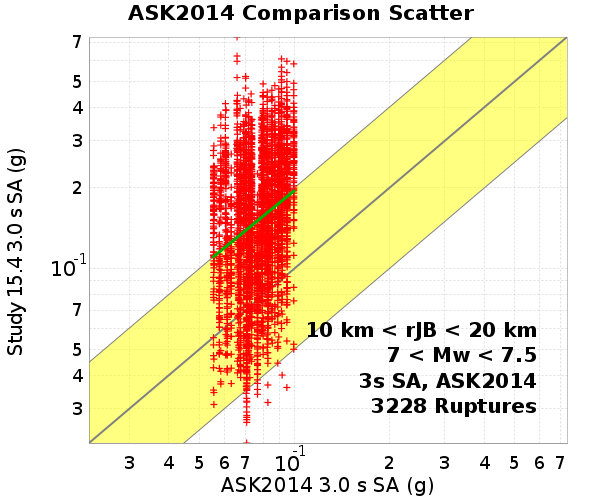 ASK2014 Comparison Scatter
7
5
4
3
2
10-1
7
5
4
3
Study 15.4 3.0 s SA (g)
10 km < rJB < 20 km
7 < Mw < 7.5
3s SA, ASK2014
3228 Ruptures
3 4 5 6 7 10-1 2 3 4 5 6 7
ASK2014 3.0 s SA (g)